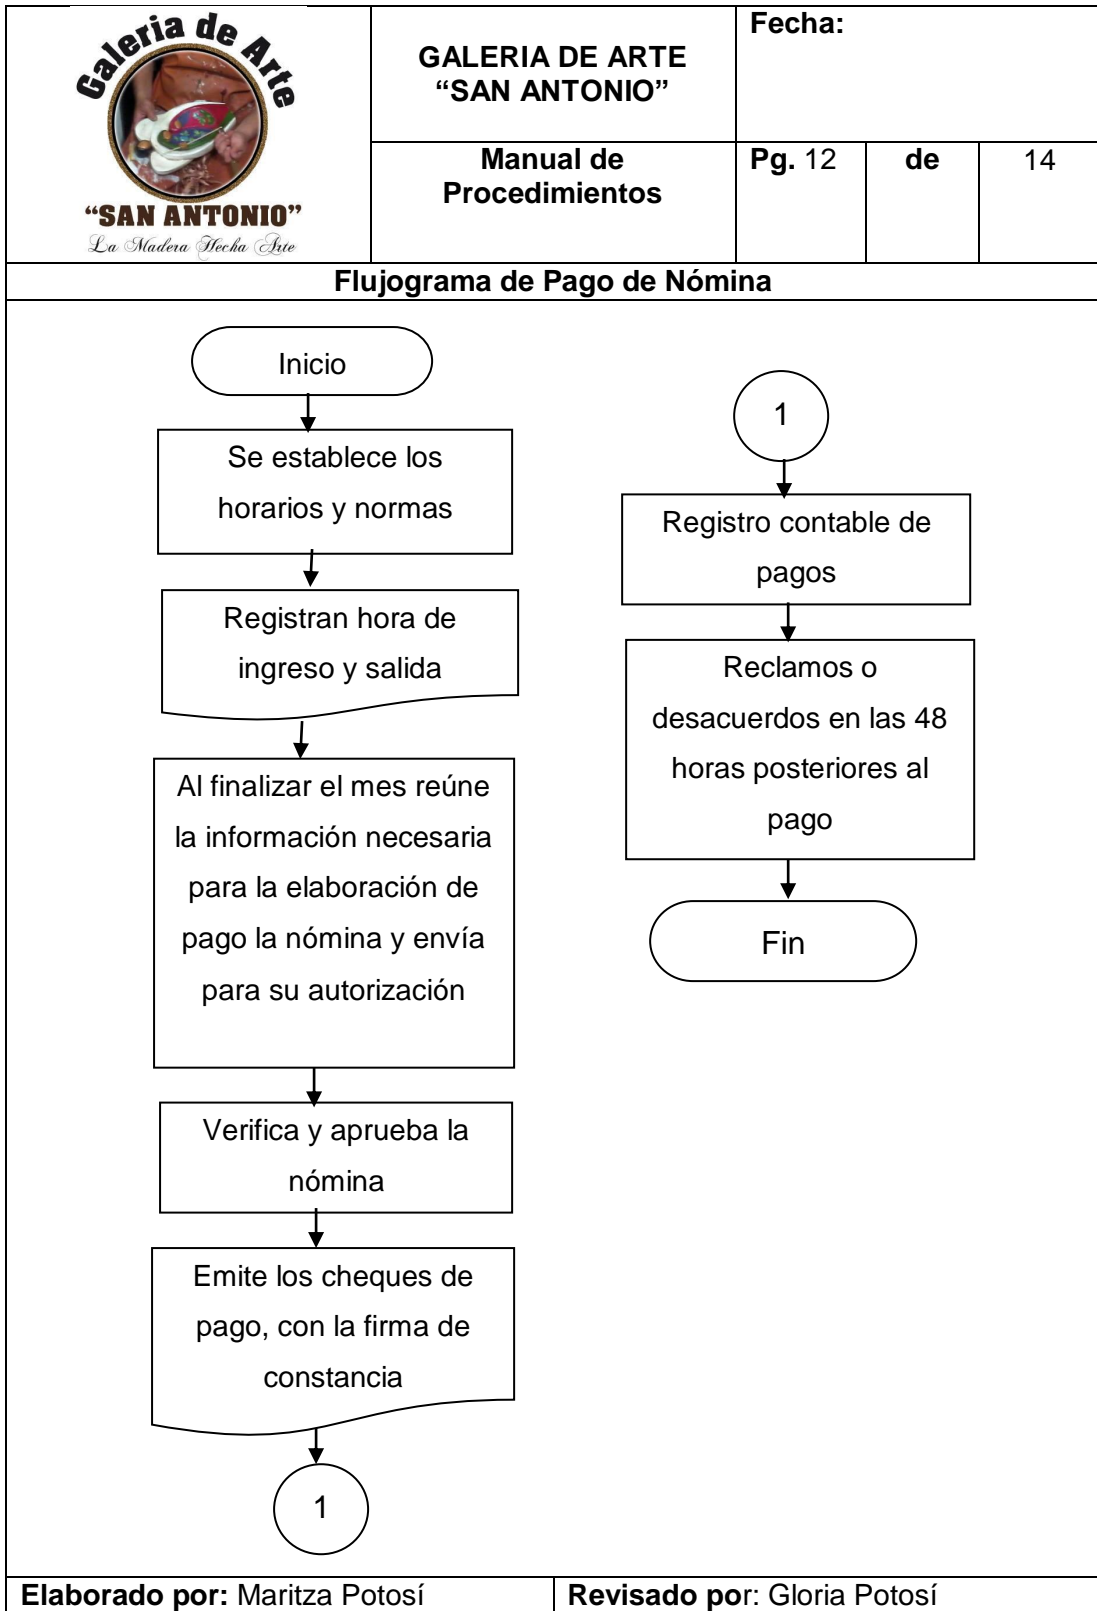 Galeria de Arte
“SAN ANTONIO”
La Madera Hecha Arte
GALERIA DE ARTE
“SAN ANTONIO”
Fecha:
Manual de
Procedimientos
Pg. 12 de 14
Flujograma de Pago de Nómina
Inicio
Se establece los
horarios y normas
Registran hora de
ingreso y salida
Al finalizar el mes reúne
la información necesaria
para la elaboración de
pago la nómina y envía
para su autorización
Verifica y aprueba la
nómina
Emite los cheques de
pago, con la firma de
constancia
1
1
Registro contable de
pagos
Reclamos o
desacuerdos en las 48
horas posteriores al
pago
Fin
Elaborado por: Maritza Potosí
Revisado por: Gloria Potosí